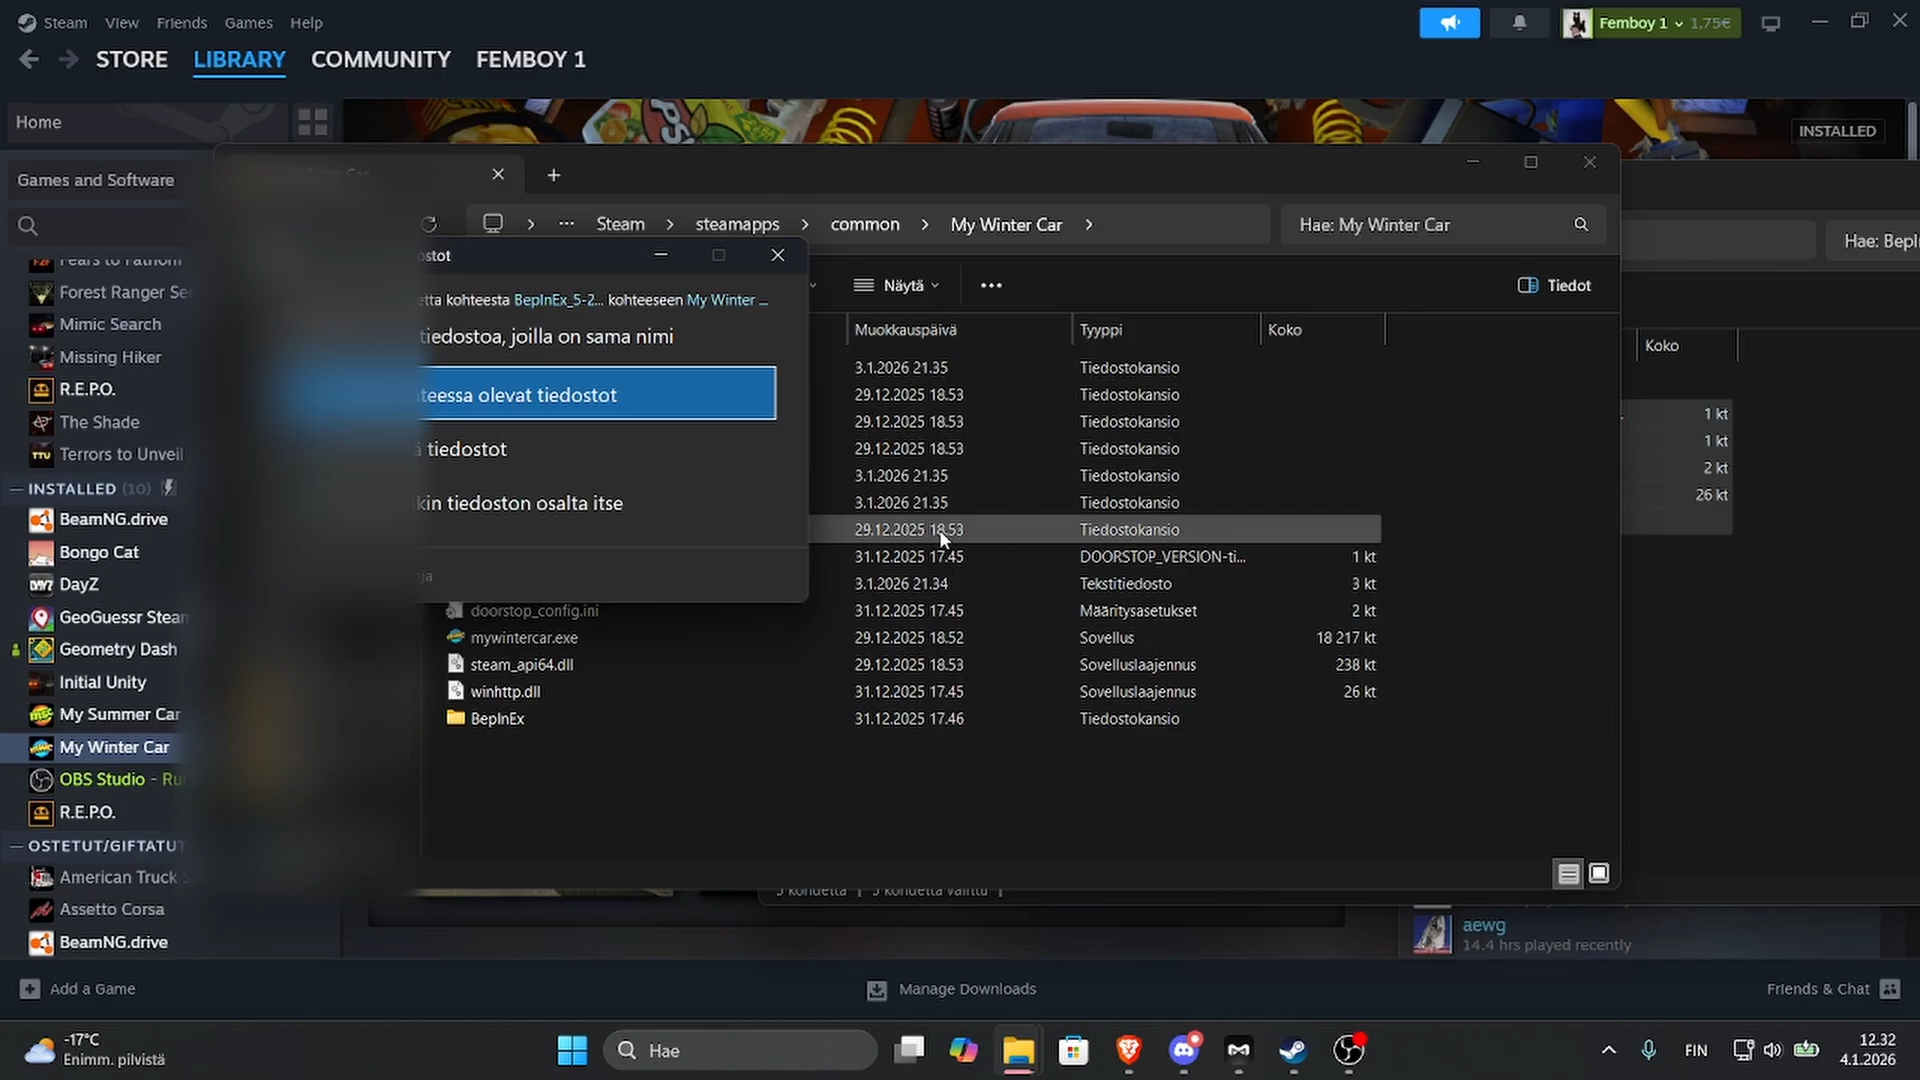 Steam View Friends Games Help
Femboy 1 1,75€
STORE LIBRARY COMMUNITY FEMBOY 1
Home
INSTALLED
Games and Software
Steam steamapps common My Winter Car
Hae: My Winter Car
Näytä
Tiedot
Muokkauspäivä Tyyppi Koko
Koko
kohteesta BepInEx_5-2... kohteeseen My Winter ...
tiedostoa, joilla on sama nimi
olevat tiedostot
tiedostot
tiedoston osalta itse
3.1.2026 21.35 Tiedostokansio
29.12.2025 18.53 Tiedostokansio
29.12.2025 18.53 Tiedostokansio
29.12.2025 18.53 Tiedostokansio
3.1.2026 21.35 Tiedostokansio
3.1.2026 21.35 Tiedostokansio
29.12.2025 18.53 Tiedostokansio
31.12.2025 17.45 DOORSTOP_VERSION-ti... 1 kt
3.1.2026 21.34 Tekstitiedosto 3 kt
doorstop_config.ini 31.12.2025 17.45 Määritysasetukset 2 kt
mywintercar.exe 29.12.2025 18.52 Sovellus 18 217 kt
steam_api64.dll 29.12.2025 18.53 Sovelluslaajennus 238 kt
winhttp.dll 31.12.2025 17.45 Sovelluslaajennus 26 kt
BepInEx 31.12.2025 17.46 Tiedostokansio
1 kt
1 kt
2 kt
26 kt
Fears to Fathom
Forest Ranger Ser
Mimic Search
Missing Hiker
R.E.P.O.
The Shade
Terrors to Unveil
INSTALLED (10)
BeamNG.drive
Bongo Cat
DayZ
GeoGuessr Steam
Geometry Dash
Initial Unity
My Summer Car
My Winter Car
OBS Studio - Ru
R.E.P.O.
OSTETUT/GIFTATUT
American Truck S
Assetto Corsa
BeamNG.drive
aewg
14.4 hrs played recently
Add a Game
Manage Downloads
Friends & Chat
-17°C
Enimm. pilvistä
Hae
FIN
12.32
4.1.2026